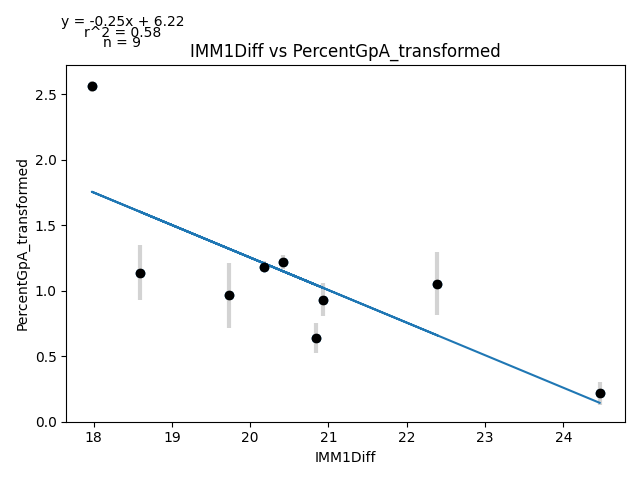 y = -0.25x + 6.22
r^2 = 0.58
n = 9
IMM1Diff vs PercentGpA_transformed
PercentGpA_transformed
2.5
2.0
1.5
1.0
0.5
0.0
18 19 20 21 22 23 24
IMM1Diff